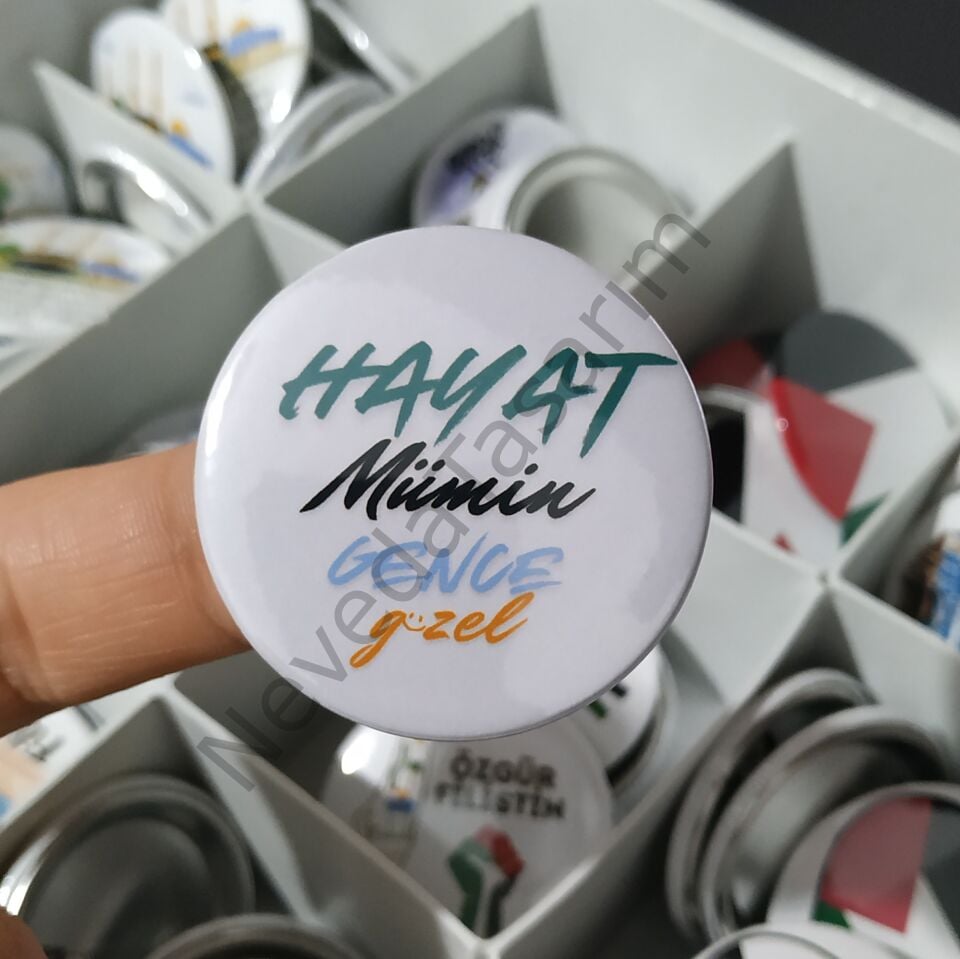 HAYAT
Mümin
GENCE
güzel
ÖZGÜR
FİLİSTİN
NevedaTasarım